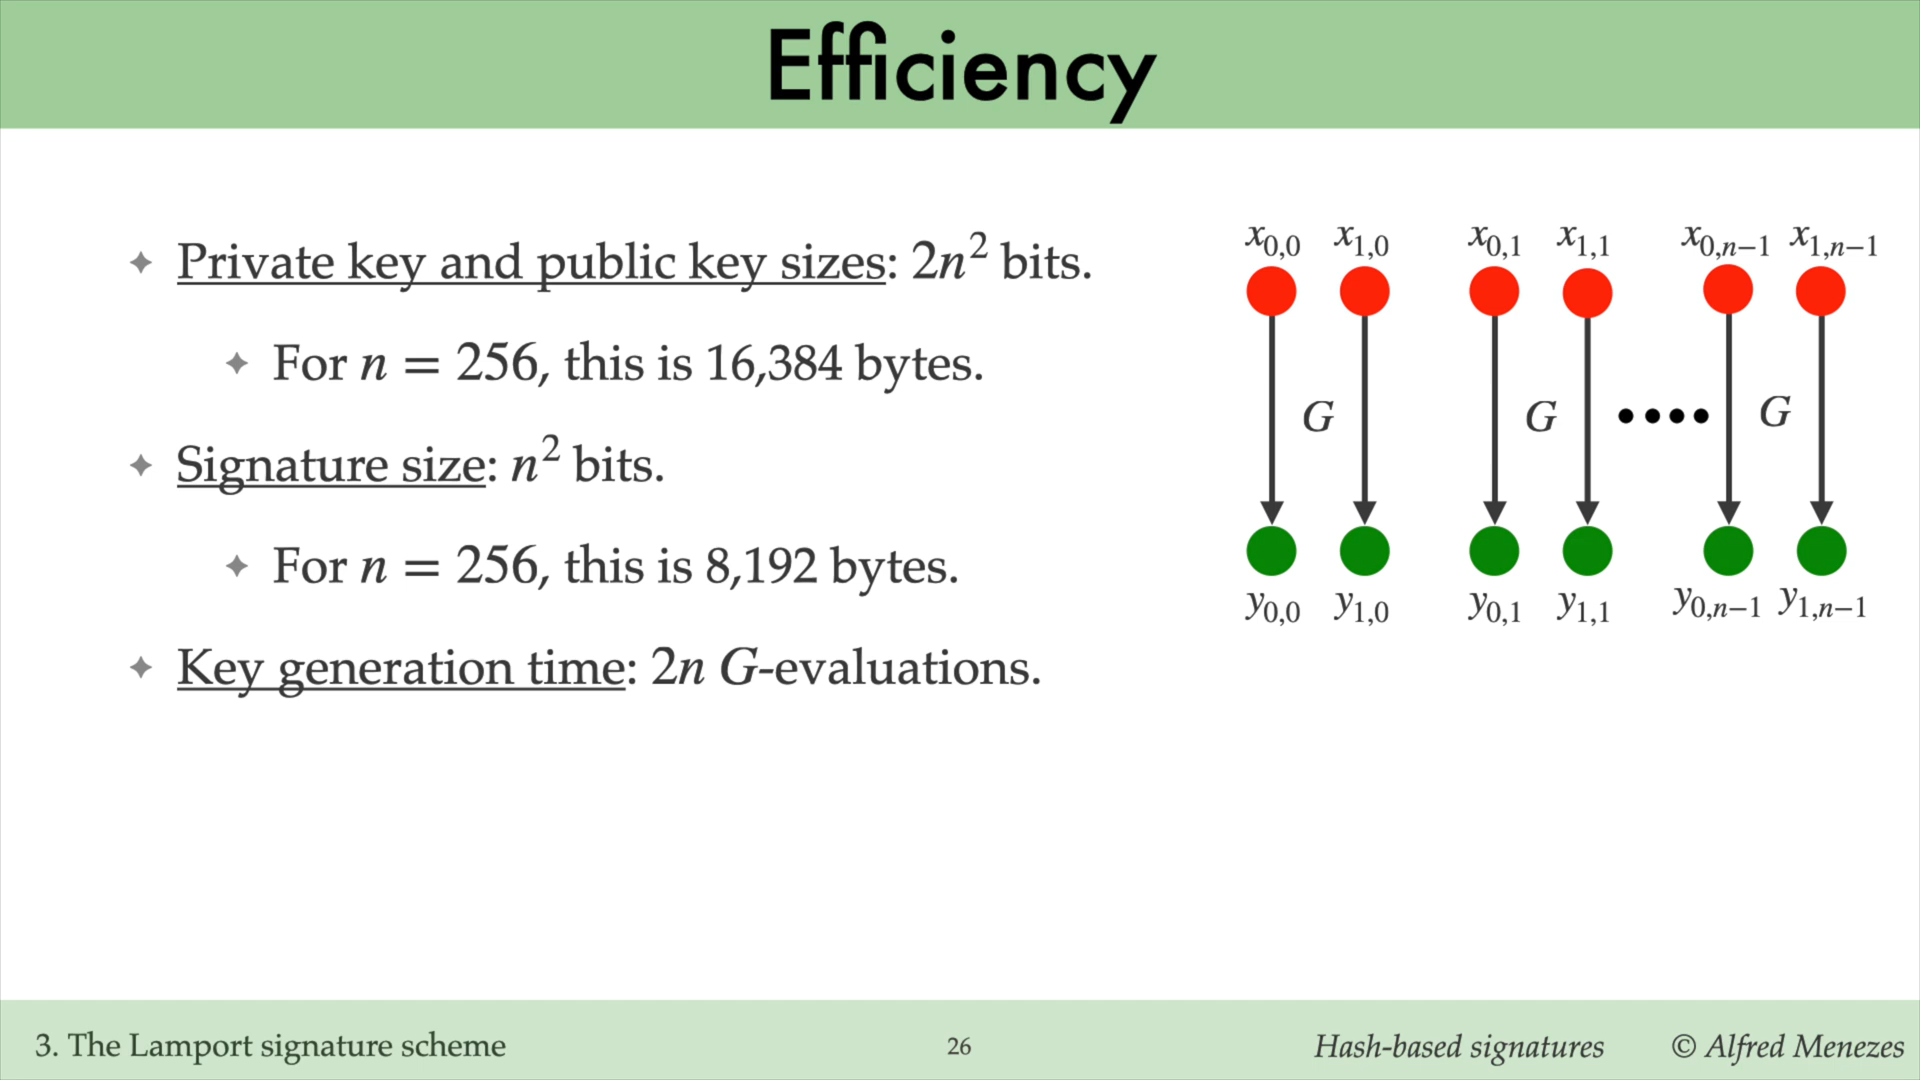 Efficiency
✦ Private key and public key sizes: 2n² bits.
✦ For n = 256, this is 16,384 bytes.
✦ Signature size: n² bits.
✦ For n = 256, this is 8,192 bytes.
✦ Key generation time: 2n G-evaluations.
x₀,₀ x₁,₀ x₀,₁ x₁,₁ x₀,ₙ₋₁ x₁,ₙ₋₁
G G •••• G
y₀,₀ y₁,₀ y₀,₁ y₁,₁ y₀,ₙ₋₁ y₁,ₙ₋₁
3. The Lamport signature scheme 26 Hash-based signatures © Alfred Menezes